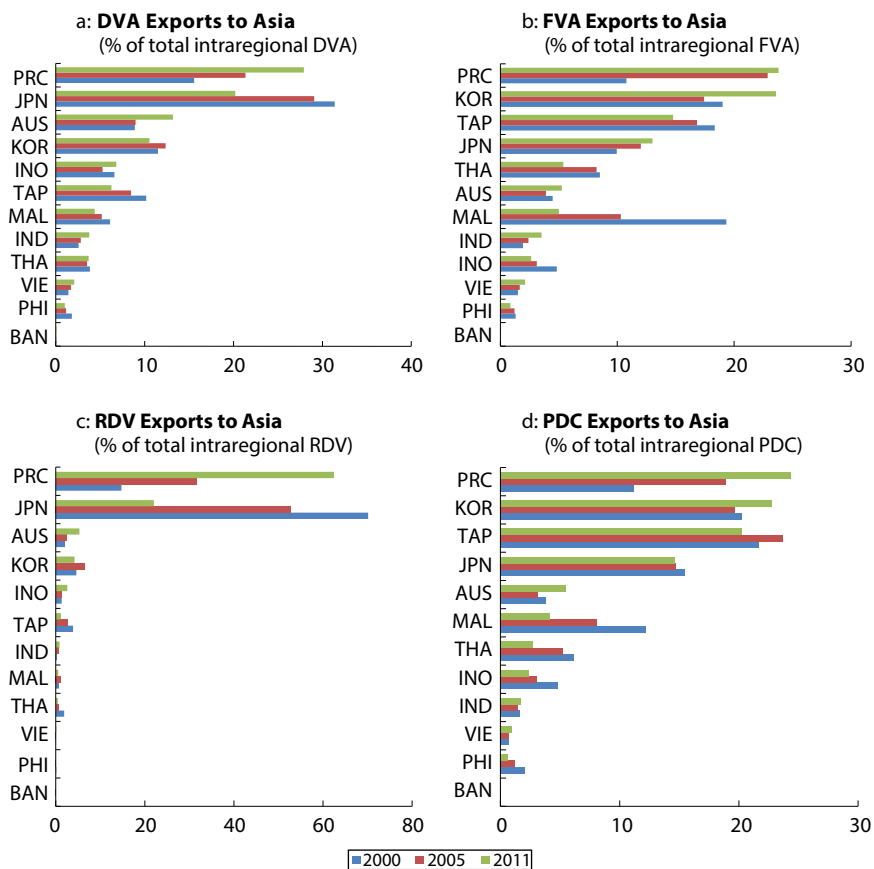 a: DVA Exports to Asia
(% of total intraregional DVA)
PRC
JPN
AUS
KOR
INO
TAP
MAL
IND
THA
VIE
PHI
BAN
0 10 20 30 40
b: FVA Exports to Asia
(% of total intraregional FVA)
PRC
KOR
TAP
JPN
THA
AUS
MAL
IND
INO
VIE
PHI
BAN
0 10 20 30
c: RDV Exports to Asia
(% of total intraregional RDV)
PRC
JPN
AUS
KOR
INO
TAP
IND
MAL
THA
VIE
PHI
BAN
0 20 40 60 80
d: PDC Exports to Asia
(% of total intraregional PDC)
PRC
KOR
TAP
JPN
AUS
MAL
THA
INO
IND
VIE
PHI
BAN
0 10 20 30
2000 2005 2011